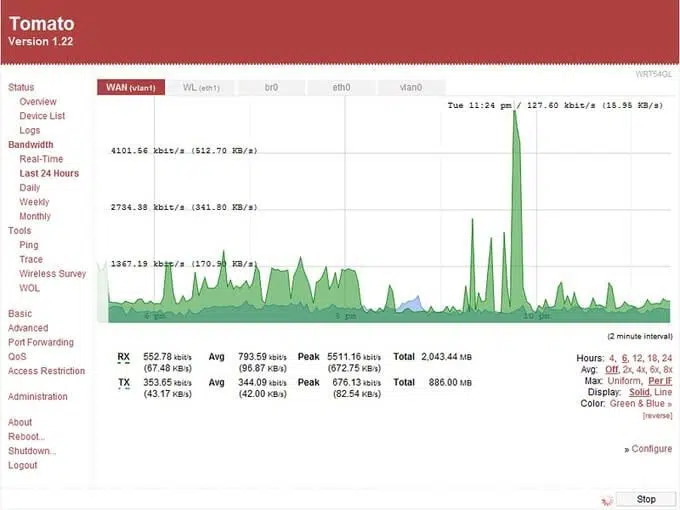 Tomato
Version 1.22
WRT54GL
Status
Overview
Device List
Logs
Bandwidth
Real-Time
Last 24 Hours
Daily
Weekly
Monthly
Tools
Ping
Trace
Wireless Survey
WOL
Basic
Advanced
Port Forwarding
QoS
Access Restriction
Administration
About
Reboot...
Shutdown...
Logout
WAN (vlan1) WL (eth1) br0 eth0 vlan0
Tue 11:24 pm / 127.60 kbit/s (15.95 KB/s)
4101.56 kbit/s (512.70 KB/s)
2734.38 kbit/s (341.80 KB/s)
1367.19 kbit/s (170.90 KB/s)
6 pm 8 pm 10 pm
(2 minute interval)
RX 552.78 kbit/s Avg 793.59 kbit/s Peak 5511.16 kbit/s Total 2,043.44 MB
(67.48 KB/s) (96.87 KB/s) (672.75 KB/s)
TX 353.65 kbit/s Avg 344.09 kbit/s Peak 676.13 kbit/s Total 886.00 MB
(43.17 KB/s) (42.00 KB/s) (82.54 KB/s)
Hours: 4, 6, 12, 18, 24
Avg: Off, 2x, 4x, 6x, 8x
Max: Uniform, Per IF
Display: Solid, Line
Color: Green & Blue »
[reverse]
» Configure
Stop